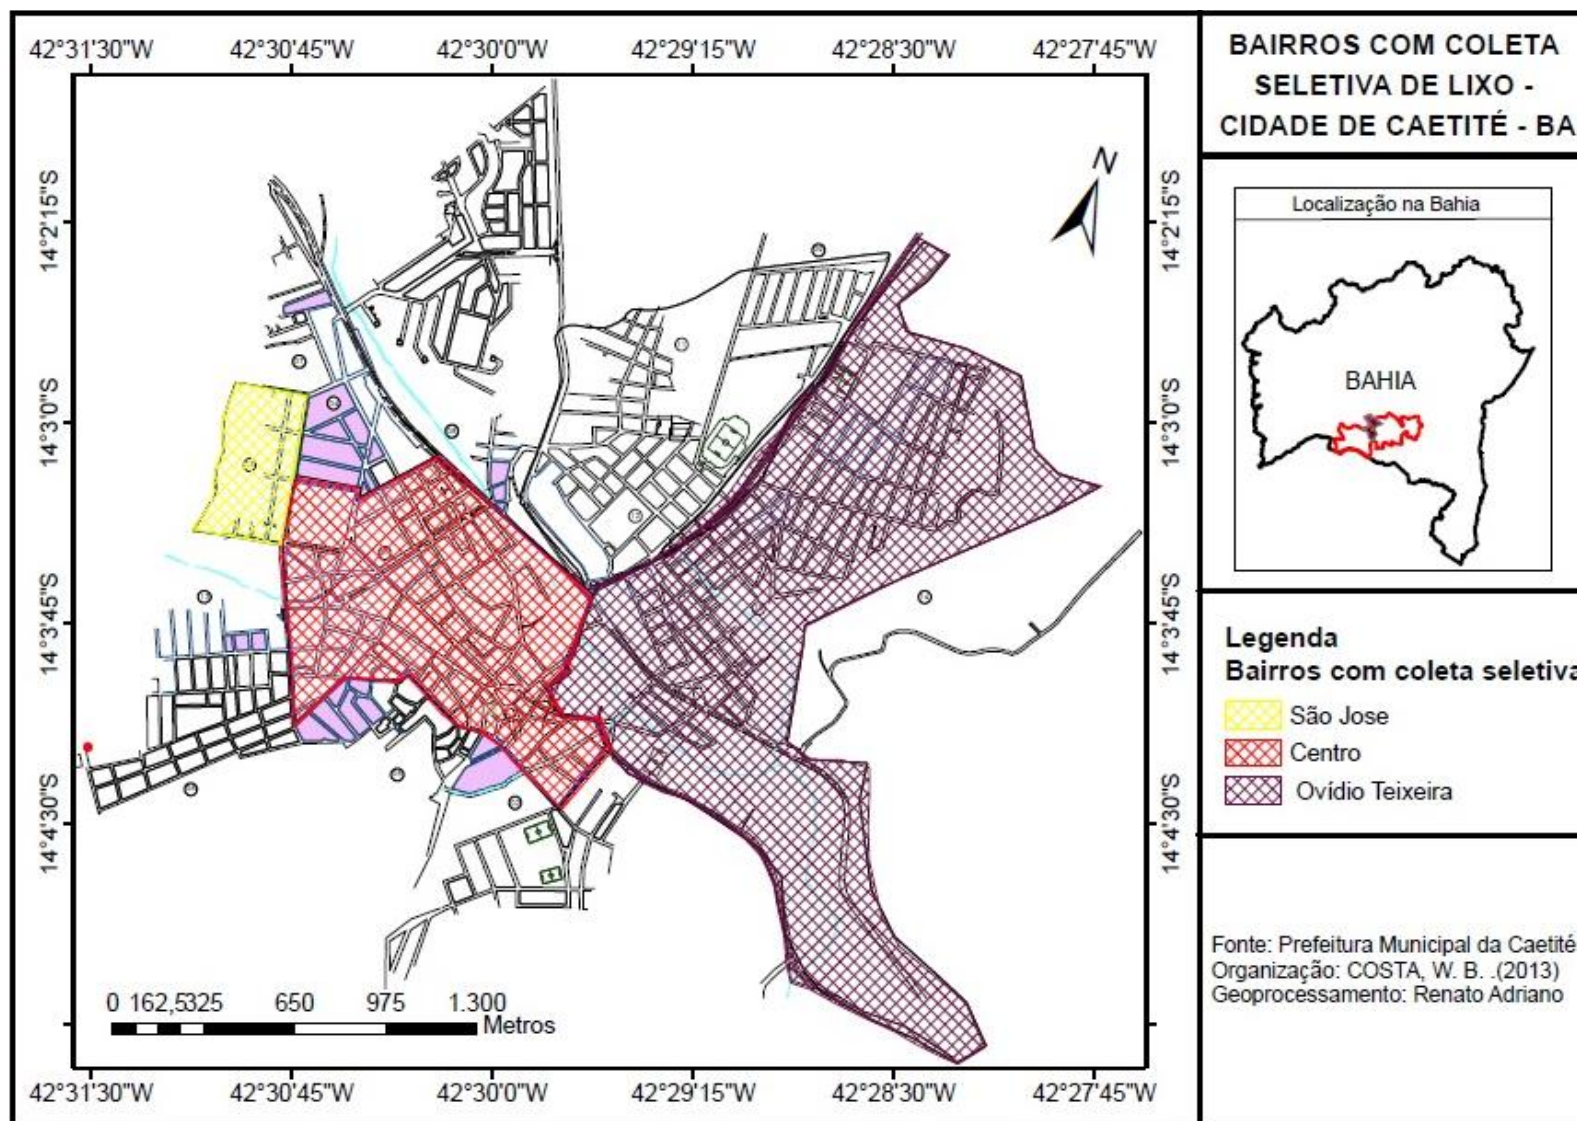 42°31'30"W 42°30'45"W 42°30'0"W 42°29'15"W 42°28'30"W 42°27'45"W
14°2'15"S
14°3'0"S
14°3'45"S
14°4'30"S
N
0 162,5325 650 975 1.300
Metros
14°2'15"S
14°3'0"S
14°3'45"S
14°4'30"S
42°31'30"W 42°30'45"W 42°30'0"W 42°29'15"W 42°28'30"W 42°27'45"W
BAIRROS COM COLETA
SELETIVA DE LIXO -
CIDADE DE CAETITÉ - BA
Localização na Bahia
BAHIA
Legenda
Bairros com coleta seletiva
São Jose
Centro
Ovídio Teixeira
Fonte: Prefeitura Municipal da Caetité
Organização: COSTA, W. B. .(2013)
Geoprocessamento: Renato Adriano